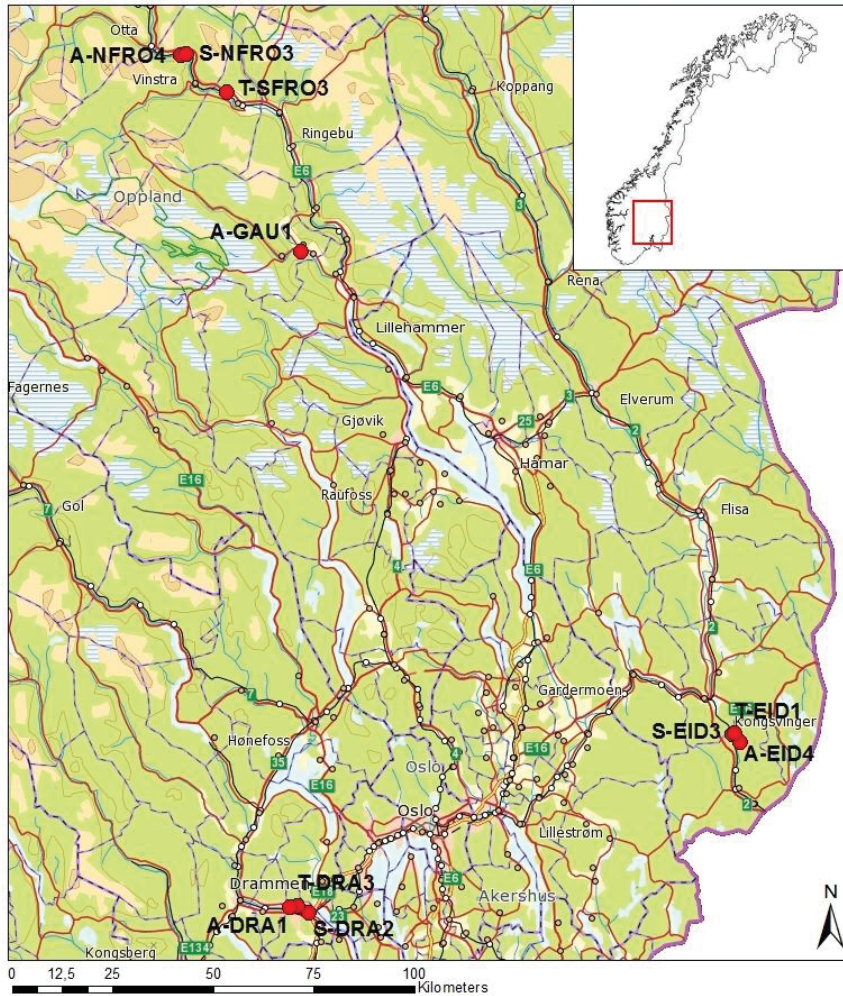 Otta
A-NFRO4
S-NFRO3
Vinstra
T-SFRO3
Koppang
Ringebu
E6
Oppland
3
A-GAU1
Rena
Lillehammer
Fagernes
E6
3
Elverum
25
2
Gjøvik
Hamar
E16
Raufoss
Flisa
7
Gol
4
E6
2
Gardermoen
7
T-EID1
S-EID3
Kongsvinger
Hønefoss
A-EID4
4
E16
35
Oslo
E16
2
Oslo
Lillestrøm
T-DRA3
Drammen
E18
E6
Akershus
A-DRA1
23
S-DRA2
N
Kongsberg
E134
0 12,5 25 50 75 100
Kilometers